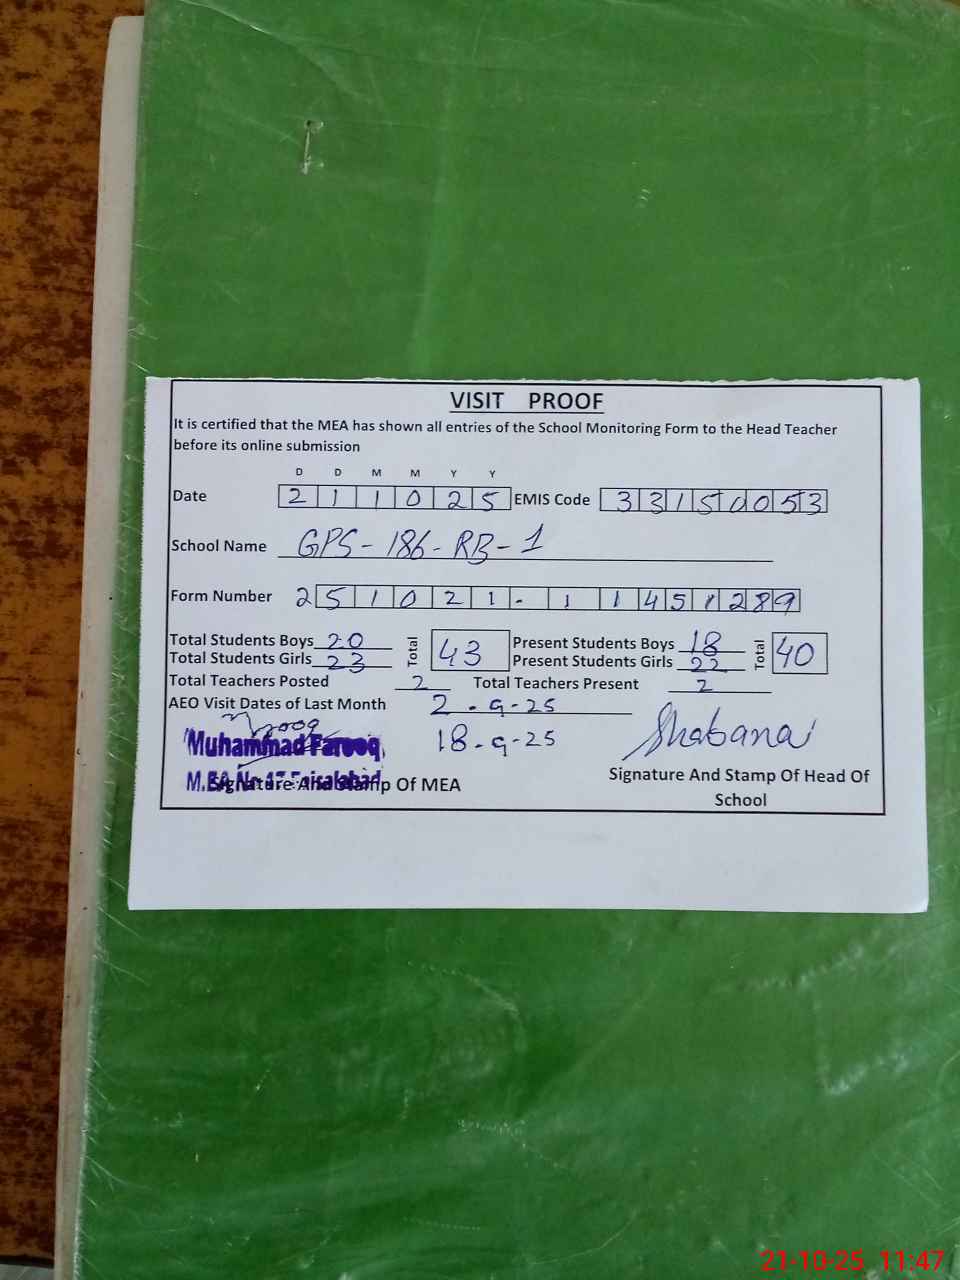 VISIT PROOF
It is certified that the MEA has shown all entries of the School Monitoring Form to the Head Teacher
before its online submission
D D M M Y Y
Date 2 1 1 0 2 5 EMIS Code 3 3 1 5 0 0 5 3
School Name GPS-186-RB-1
Form Number 2 5 1 0 2 1 - 1 1 4 5 1 2 8 9
Total Students Boys 20 Total 43 Present Students Boys 18 Total 40
Total Students Girls 23 Present Students Girls 22
Total Teachers Posted 2 Total Teachers Present 2
AEO Visit Dates of Last Month 2-9-25
18-9-25
Muhammad Farooq
M.EA No. Faisalabad
Signature And Stamp Of MEA
Shabana
Signature And Stamp Of Head Of
School
21-10-25 11:47